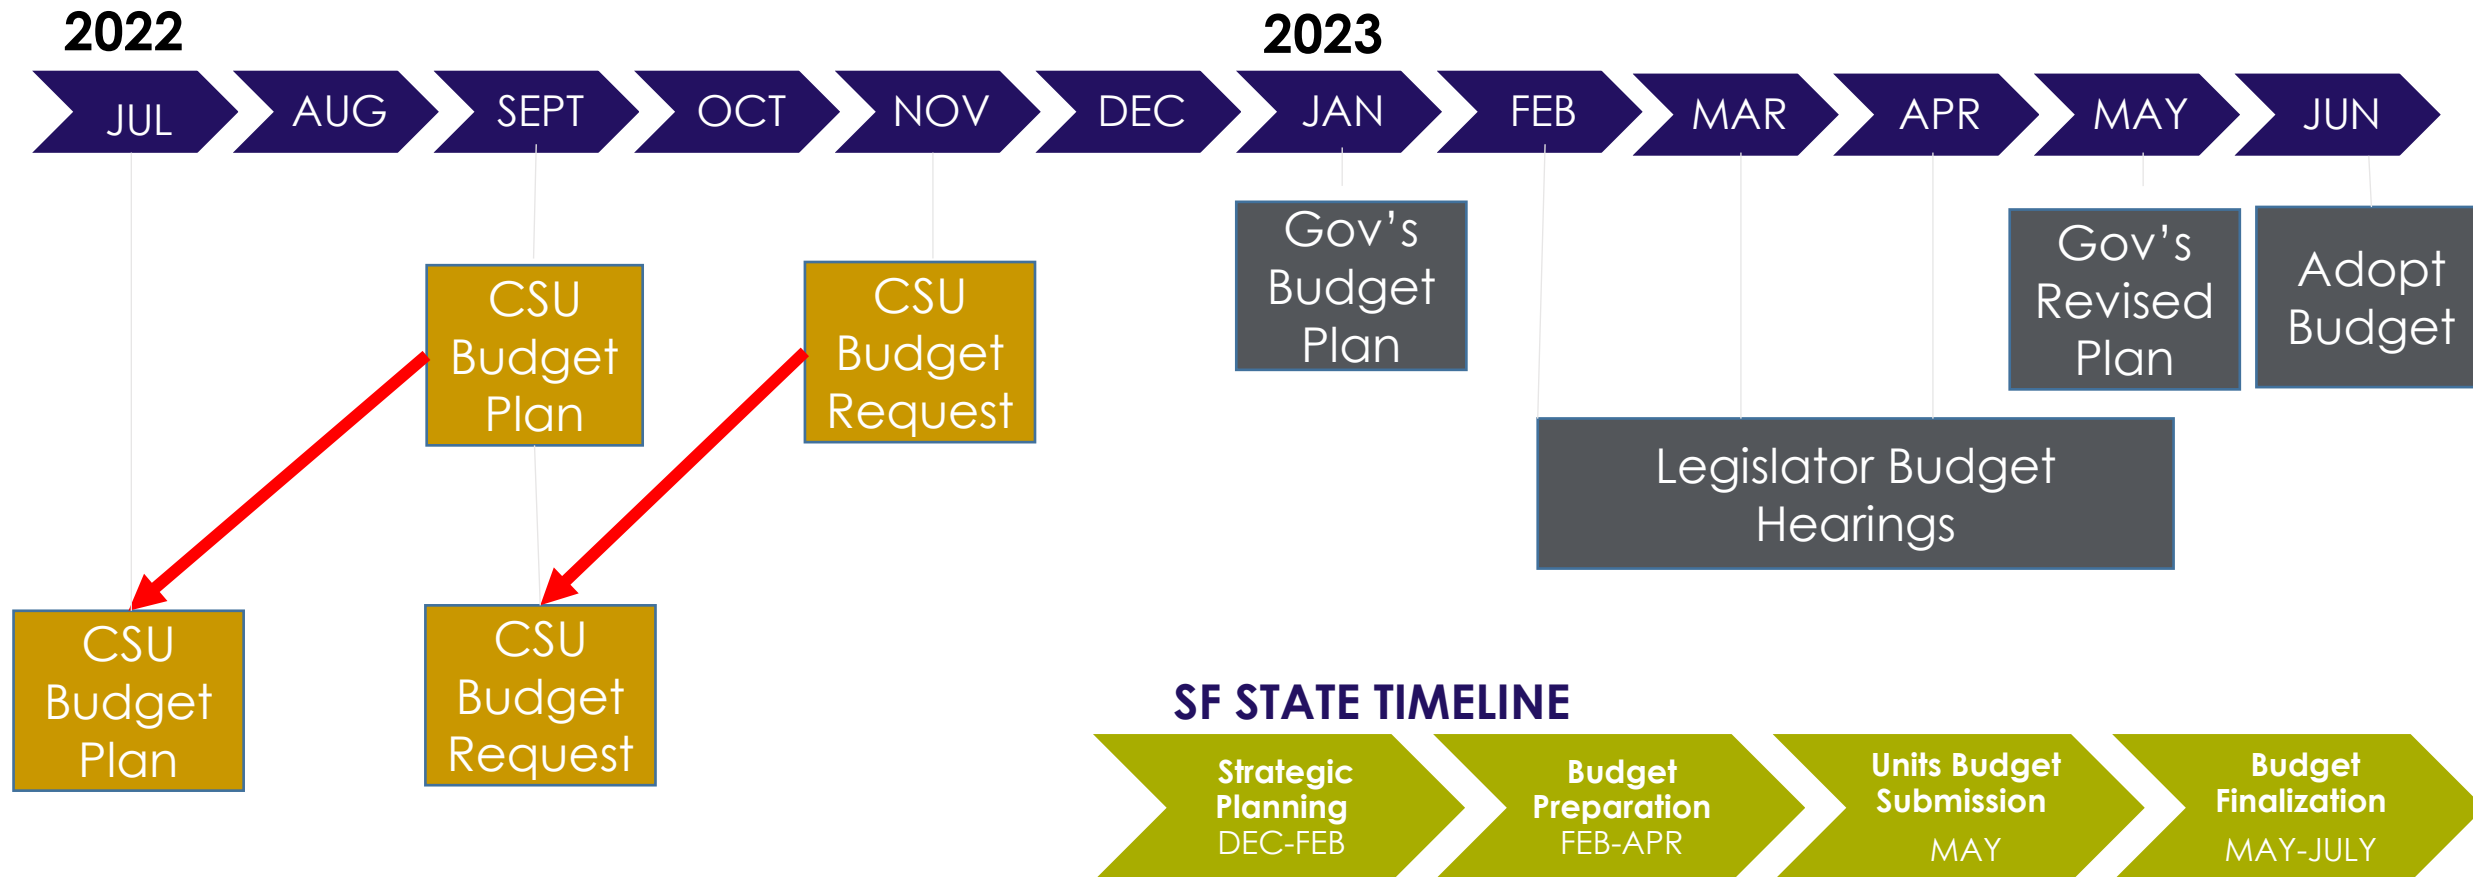 2022
2023
JUL
AUG
SEPT
OCT
NOV
DEC
JAN
FEB
MAR
APR
MAY
JUN
CSU
Budget
Plan
CSU
Budget
Request
Gov’s
Budget
Plan
Gov’s
Revised
Plan
Adopt
Budget
Legislator Budget
Hearings
CSU
Budget
Plan
CSU
Budget
Request
SF STATE TIMELINE
Strategic
Planning
DEC-FEB
Budget
Preparation
FEB-APR
Units Budget
Submission
MAY
Budget
Finalization
MAY-JULY